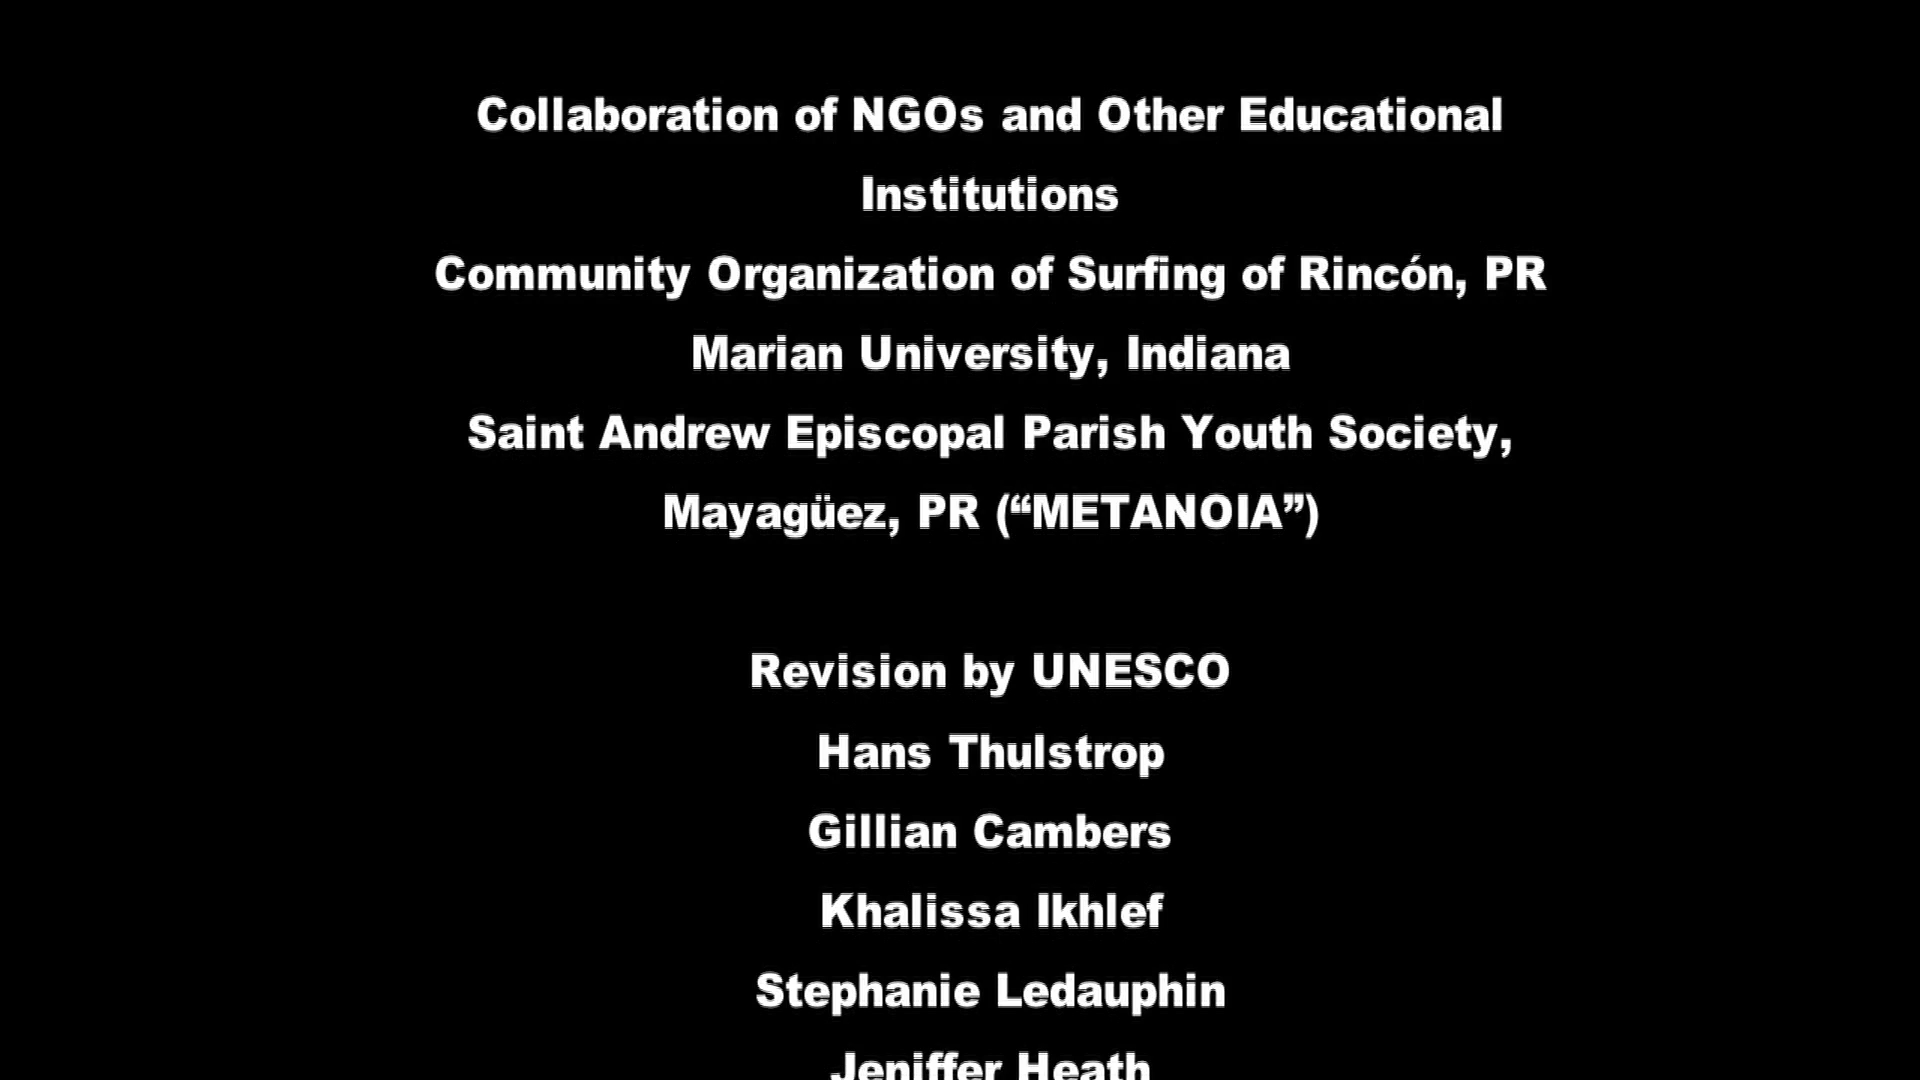 Collaboration of NGOs and Other Educational
Institutions
Community Organization of Surfing of Rincón, PR
Marian University, Indiana
Saint Andrew Episcopal Parish Youth Society,
Mayagüez, PR (“METANOIA”)
Revision by UNESCO
Hans Thulstrop
Gillian Cambers
Khalissa Ikhlef
Stephanie Ledauphin
Jeniffer Heath